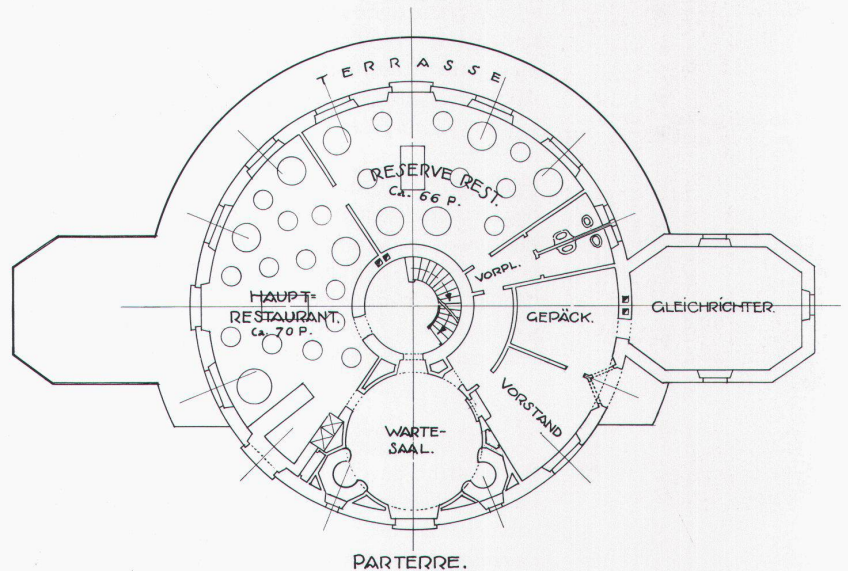 TERRASSE
RESERVE REST.
Ca. 66 P.
VORPL.
HAUPT=
RESTAURANT.
Ca. 70 P.
GEPÄCK.
GLEICHRICHTER.
VORSTAND
WARTE-
SAAL.
PARTERRE.